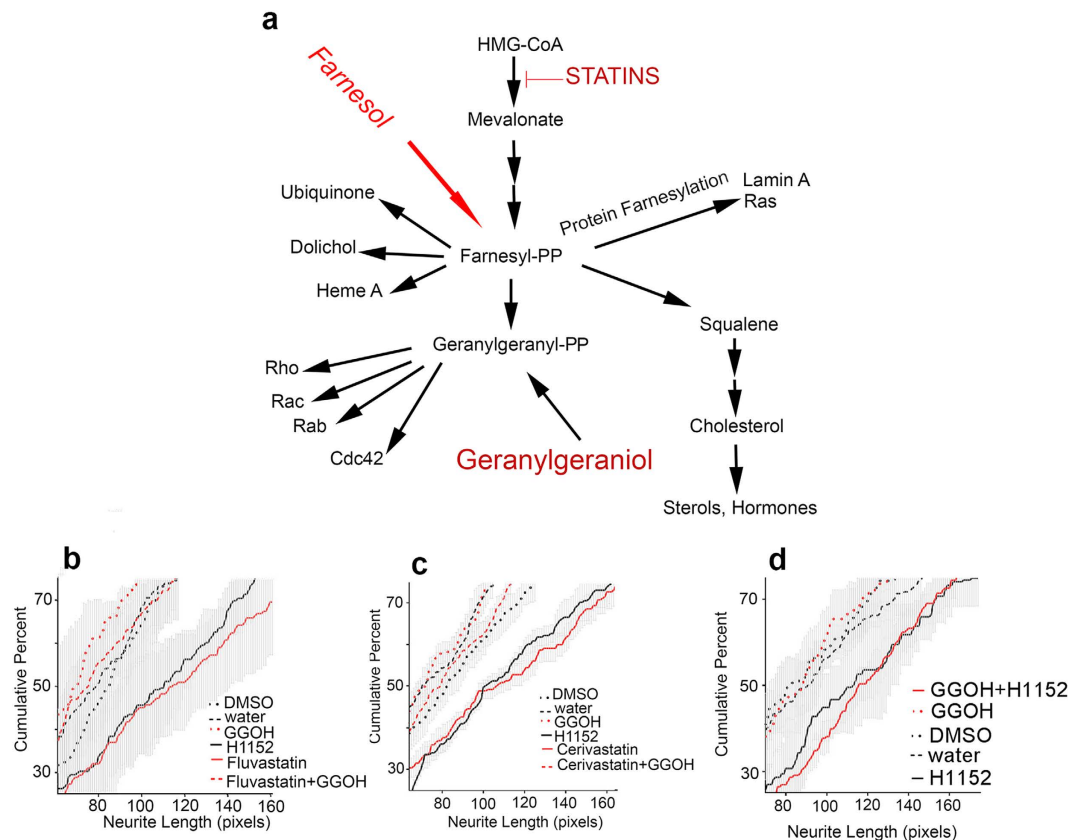 a
HMG-CoA
STATINS
Farnesol
Mevalonate
Ubiquinone
Protein Farnesylation
Lamin A
Ras
Dolichol
Farnesyl-PP
Heme A
Squalene
Geranylgeranyl-PP
Rho
Rac
Rab
Cdc42
Cholesterol
Geranylgeraniol
Sterols, Hormones
b
Cumulative Percent
70
50
30
DMSO
water
GGOH
H1152
Fluvastatin
Fluvastatin+GGOH
80 100 120 140 160
Neurite Length (pixels)
c
Cumulative Percent
70
50
30
DMSO
water
GGOH
H1152
Cerivastatin
Cerivastatin+GGOH
80 100 120 140 160
Neurite Length (pixels)
d
Cumulative Percent
70
50
30
GGOH+H1152
GGOH
DMSO
water
H1152
80 100 120 140 160
Neurite Length (pixels)